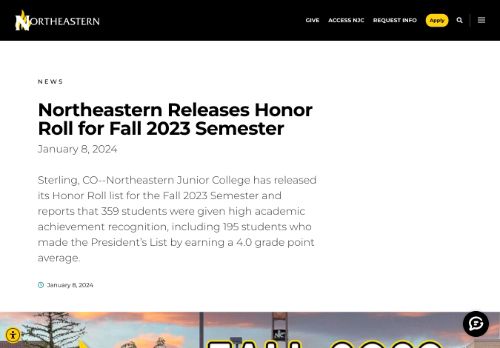 NORTHEASTERN
GIVE ACCESS NJC REQUEST INFO Apply
NEWS
Northeastern Releases Honor
Roll for Fall 2023 Semester
January 8, 2024
Sterling, CO--Northeastern Junior College has released
its Honor Roll list for the Fall 2023 Semester and
reports that 359 students were given high academic
achievement recognition, including 195 students who
made the President's List by earning a 4.0 grade point
average.
January 8, 2024
FALL 2023